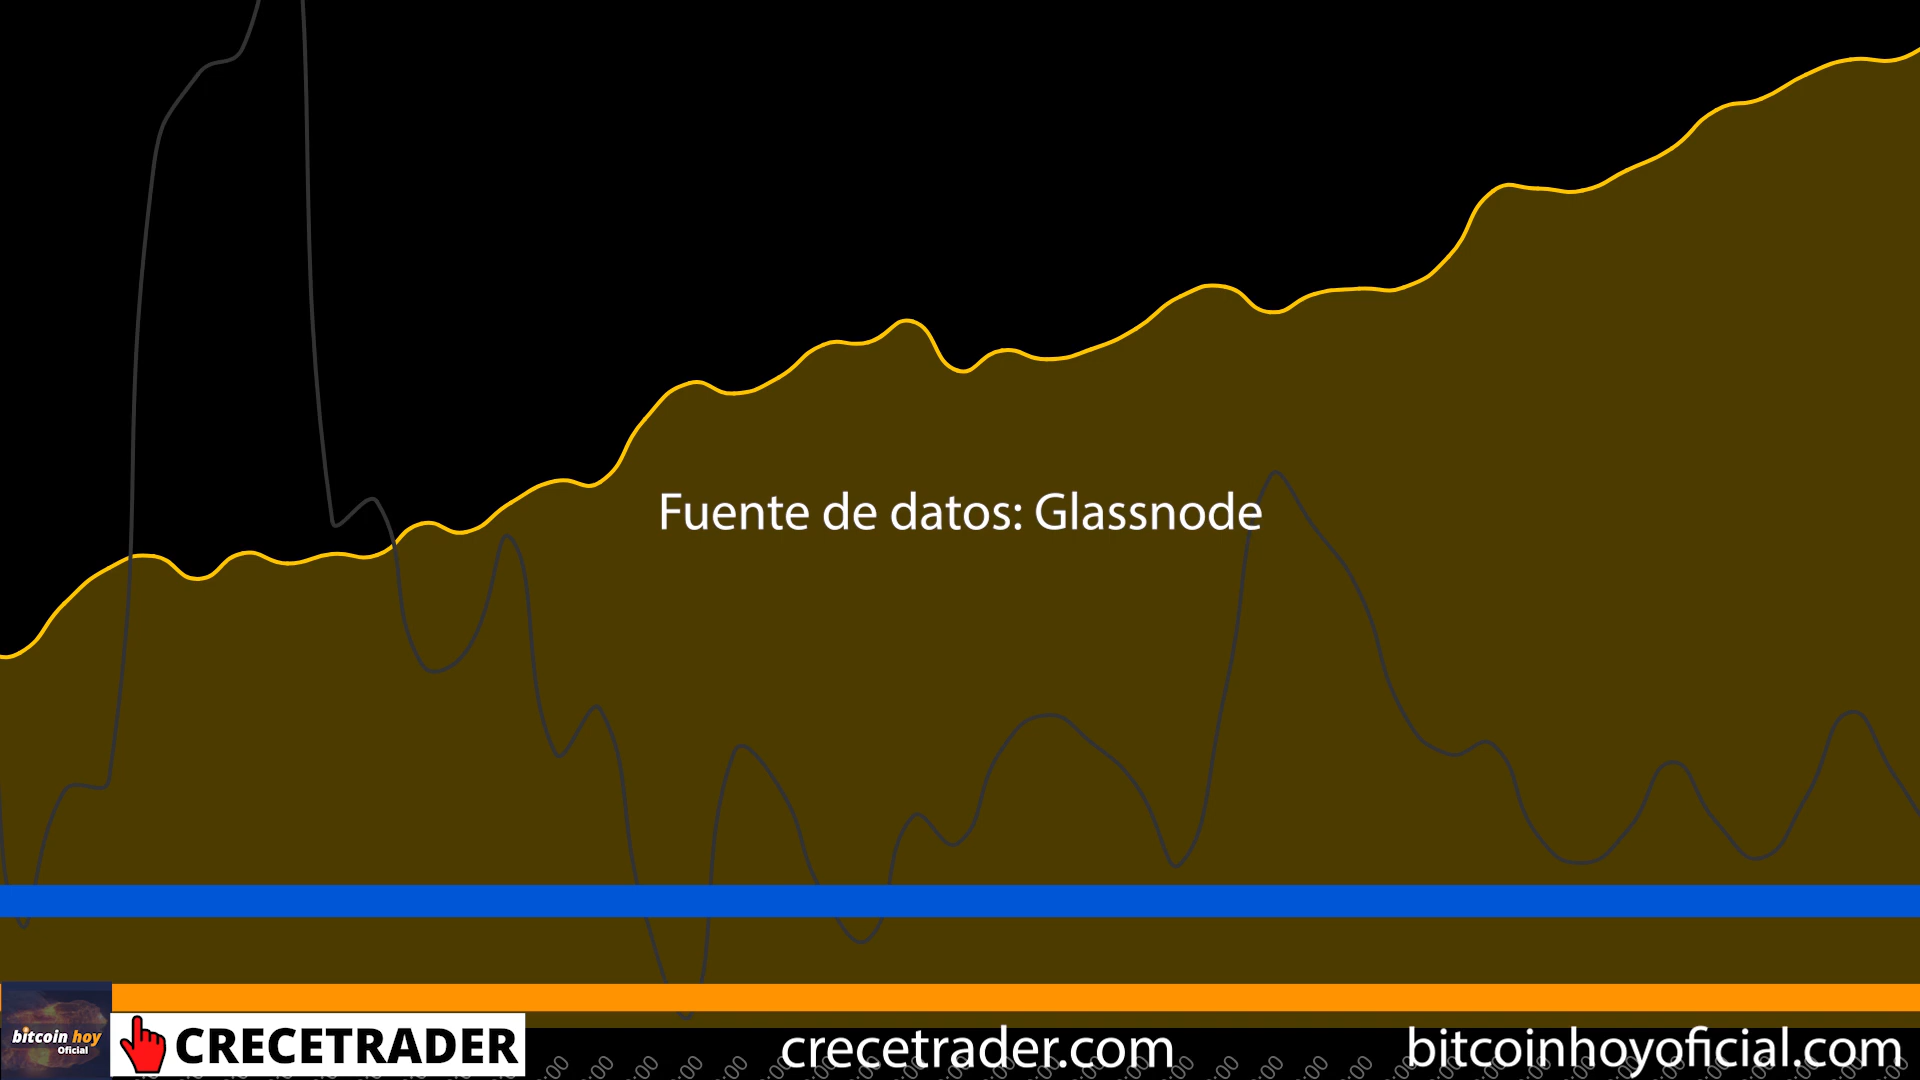 Fuente de datos: Glassnode
bitcoin hoy
Oficial
CRECETRADER
crecetrader.com
bitcoinhoyoficial.com